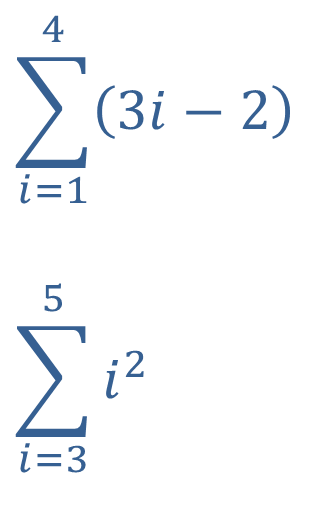 4
∑ (3i − 2)
i=1
5
∑ i²
i=3